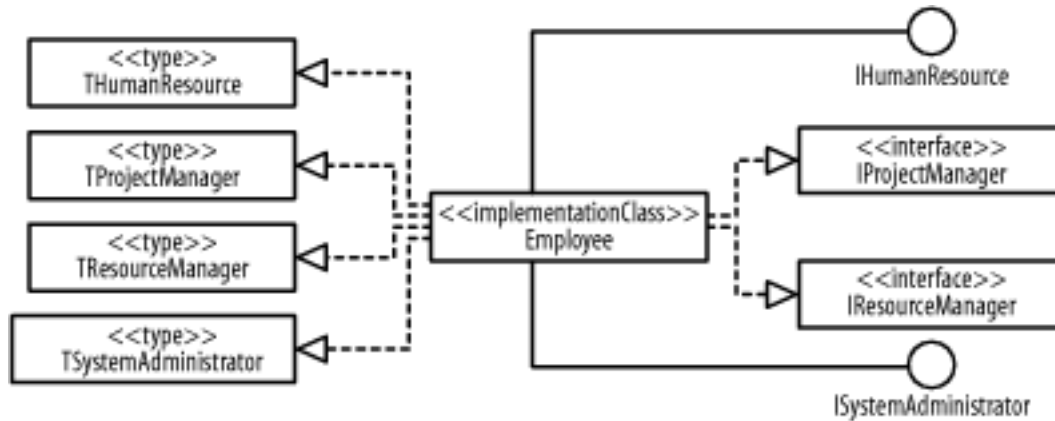 <<type>>
THumanResource
<<type>>
TProjectManager
<<type>>
TResourceManager
<<type>>
TSystemAdministrator
<<implementationClass>>
Employee
IHumanResource
<<interface>>
IProjectManager
<<interface>>
IResourceManager
ISystemAdministrator